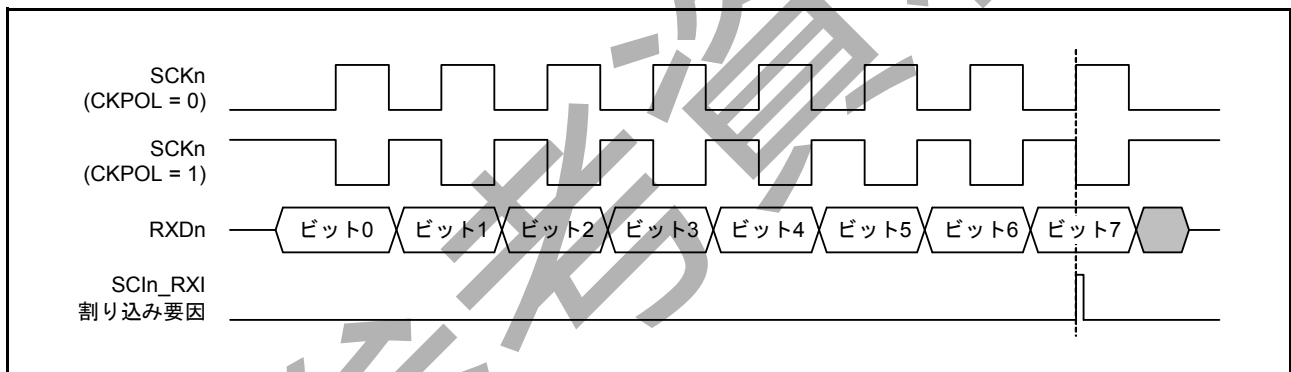 SCKn
(CKPOL = 0)
SCKn
(CKPOL = 1)
RXDn
ビット0 ビット1 ビット2 ビット3 ビット4 ビット5 ビット6 ビット7
SCIn_RXI
割り込み要因